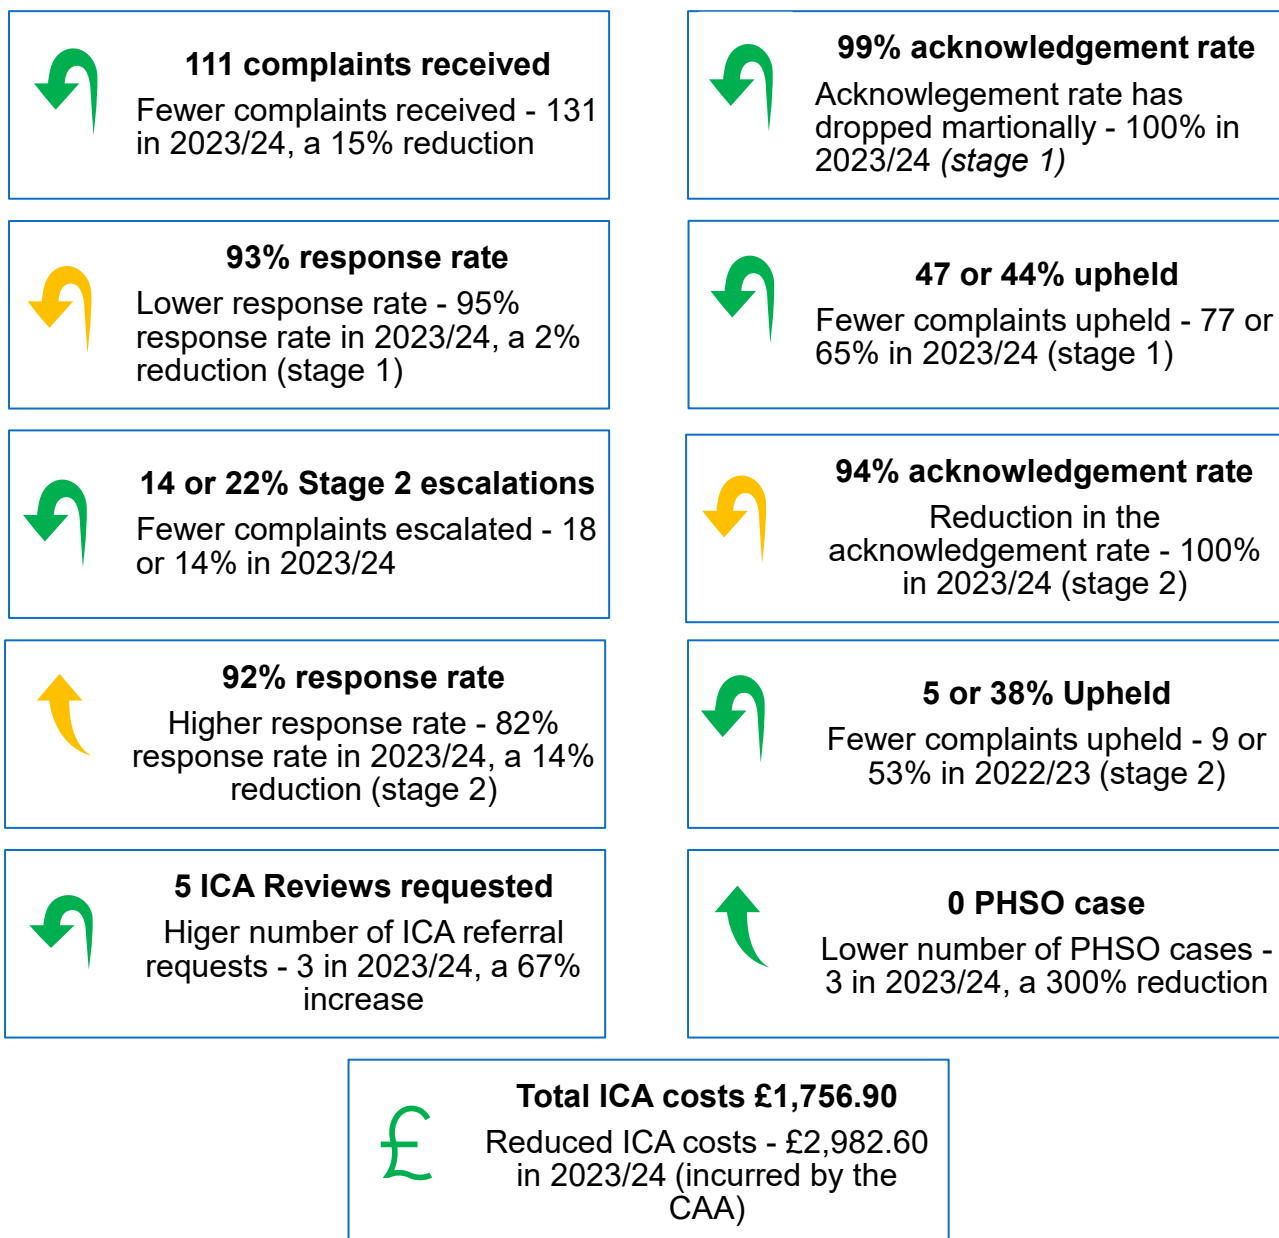 111 complaints received
Fewer complaints received - 131
in 2023/24, a 15% reduction
99% acknowledgement rate
Acknowlegement rate has
dropped martionally - 100% in
2023/24 (stage 1)
93% response rate
Lower response rate - 95%
response rate in 2023/24, a 2%
reduction (stage 1)
47 or 44% upheld
Fewer complaints upheld - 77 or
65% in 2023/24 (stage 1)
14 or 22% Stage 2 escalations
Fewer complaints escalated - 18
or 14% in 2023/24
94% acknowledgement rate
Reduction in the
acknowledgement rate - 100%
in 2023/24 (stage 2)
92% response rate
Higher response rate - 82%
response rate in 2023/24, a 14%
reduction (stage 2)
5 or 38% Upheld
Fewer complaints upheld - 9 or
53% in 2022/23 (stage 2)
5 ICA Reviews requested
Higer number of ICA referral
requests - 3 in 2023/24, a 67%
increase
0 PHSO case
Lower number of PHSO cases -
3 in 2023/24, a 300% reduction
£
Total ICA costs £1,756.90
Reduced ICA costs - £2,982.60
in 2023/24 (incurred by the
CAA)